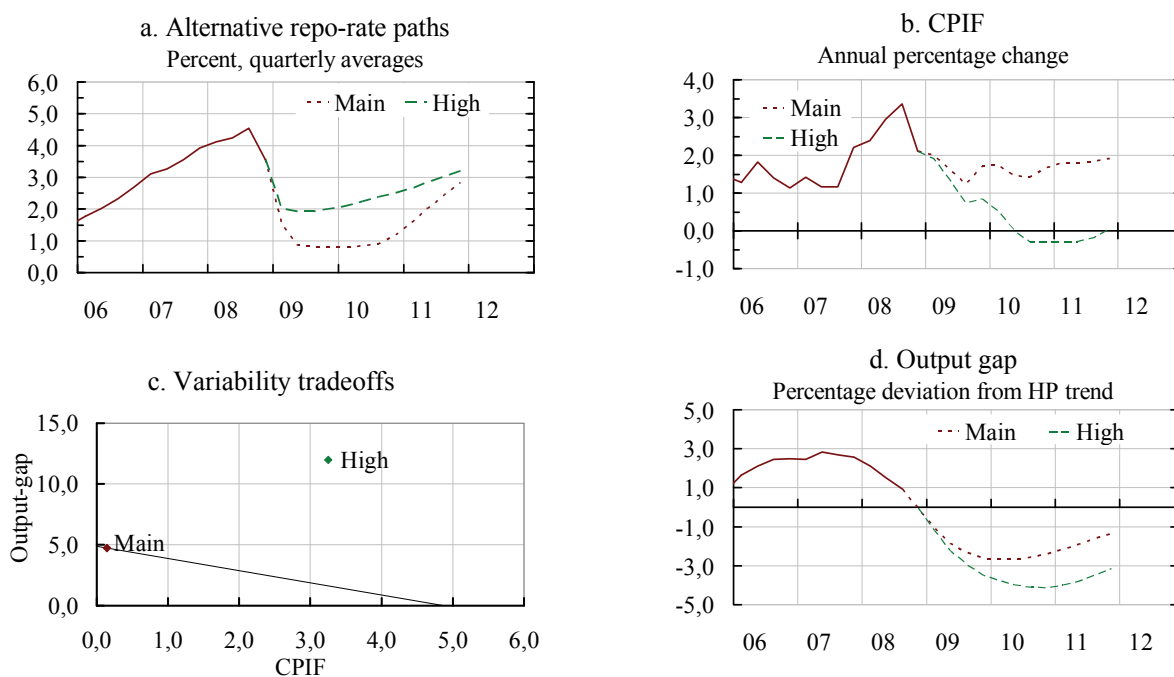 a. Alternative repo-rate paths
Percent, quarterly averages
6,0
5,0
4,0
3,0
2,0
1,0
0,0
Main
High
06 07 08 09 10 11 12
b. CPIF
Annual percentage change
4,0
3,0
2,0
1,0
0,0
-1,0
Main
High
06 07 08 09 10 11 12
c. Variability tradeoffs
15,0
10,0
5,0
0,0
Output-gap
High
Main
0,0 1,0 2,0 3,0 4,0 5,0 6,0
CPIF
d. Output gap
Percentage deviation from HP trend
5,0
3,0
1,0
-1,0
-3,0
-5,0
Main
High
06 07 08 09 10 11 12